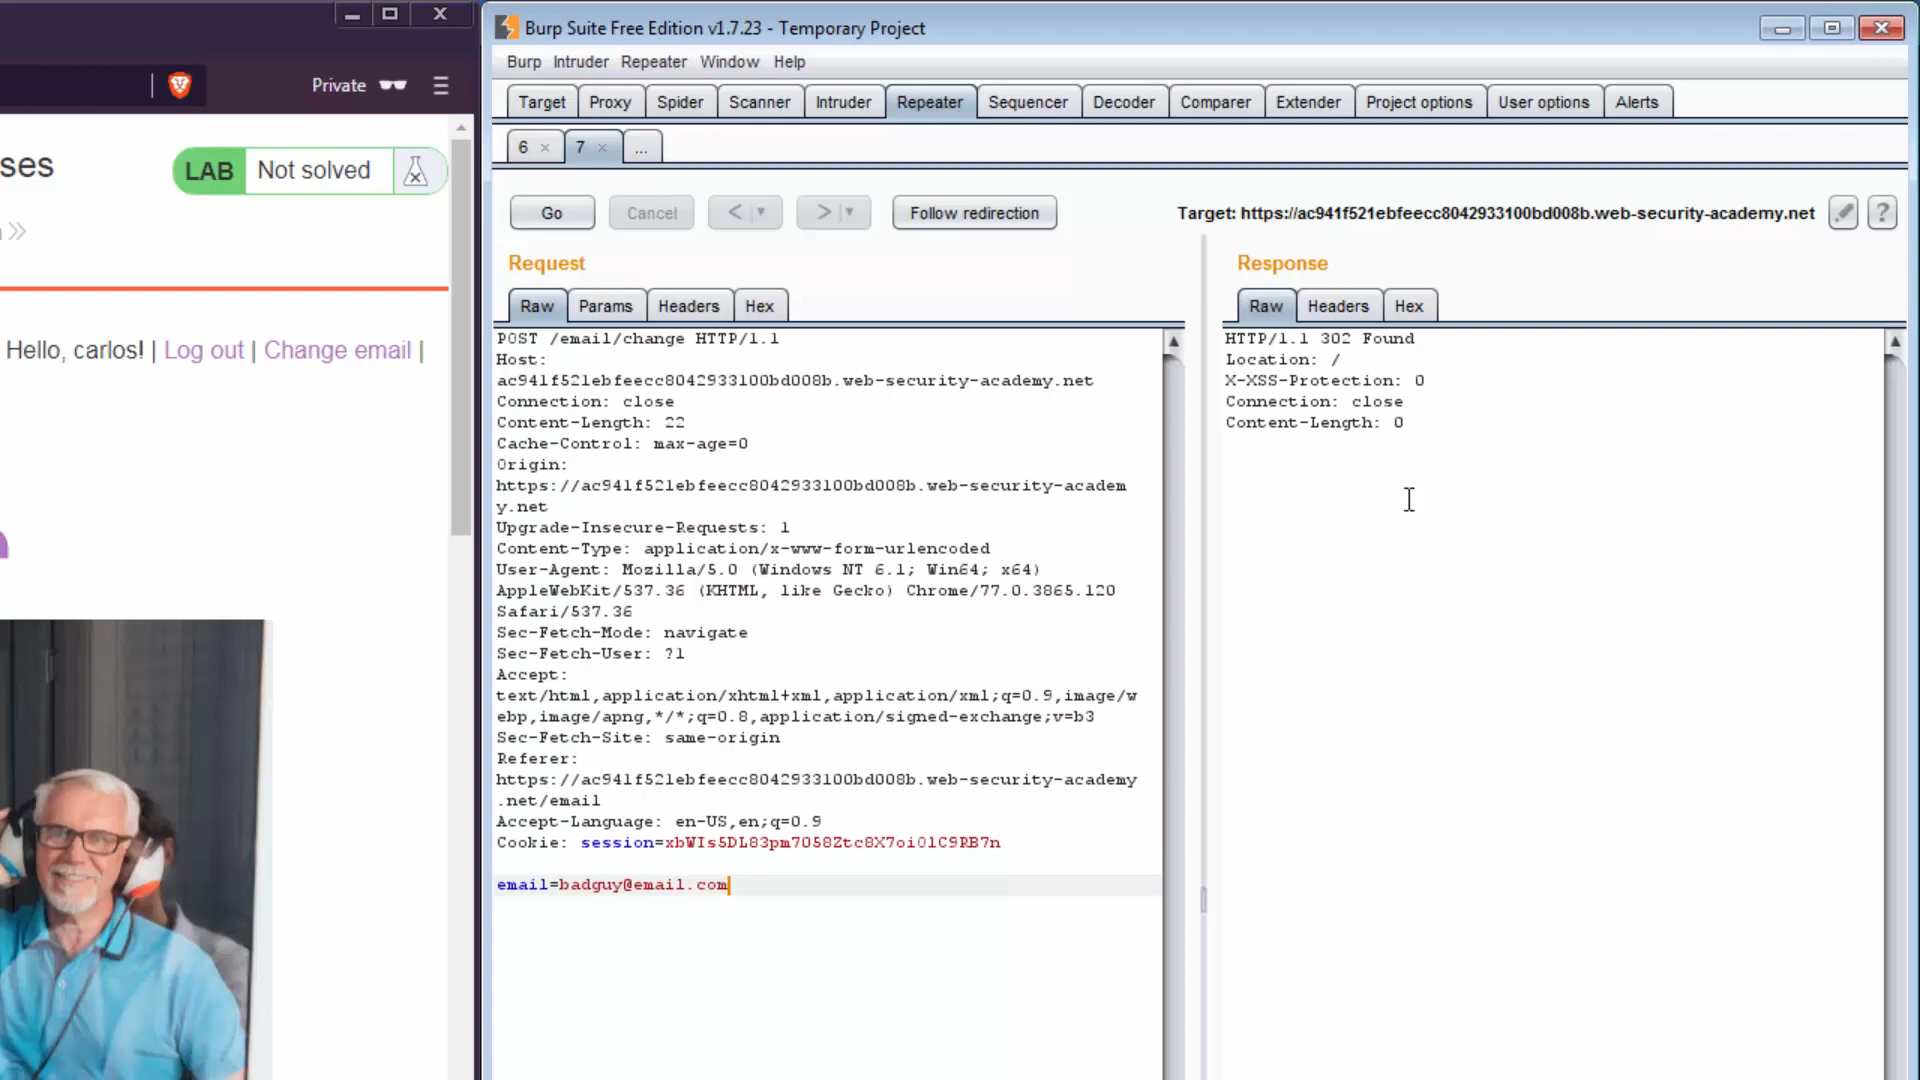 Private
ses
LAB Not solved
Hello, carlos! | Log out | Change email |
Burp Suite Free Edition v1.7.23 - Temporary Project
Burp Intruder Repeater Window Help
Target Proxy Spider Scanner Intruder Repeater Sequencer Decoder Comparer Extender Project options User options Alerts
6 × 7 × ...
Go Cancel < > Follow redirection Target: https://ac941f521ebfeecc8042933100bd008b.web-security-academy.net ?
Request
Raw Params Headers Hex
POST /email/change HTTP/1.1
Host:
ac941f521ebfeecc8042933100bd008b.web-security-academy.net
Connection: close
Content-Length: 22
Cache-Control: max-age=0
Origin:
https://ac941f521ebfeecc8042933100bd008b.web-security-academ
y.net
Upgrade-Insecure-Requests: 1
Content-Type: application/x-www-form-urlencoded
User-Agent: Mozilla/5.0 (Windows NT 6.1; Win64; x64)
AppleWebKit/537.36 (KHTML, like Gecko) Chrome/77.0.3865.120
Safari/537.36
Sec-Fetch-Mode: navigate
Sec-Fetch-User: ?1
Accept:
text/html,application/xhtml+xml,application/xml;q=0.9,image/w
ebp,image/apng,*/*;q=0.8,application/signed-exchange;v=b3
Sec-Fetch-Site: same-origin
Referer:
https://ac941f521ebfeecc8042933100bd008b.web-security-academy
.net/email
Accept-Language: en-US,en;q=0.9
Cookie: session=xbWIs5DL83pm7058Ztc8X7oi01C9RB7n
email=badguy@email.com
Response
Raw Headers Hex
HTTP/1.1 302 Found
Location: /
X-XSS-Protection: 0
Connection: close
Content-Length: 0